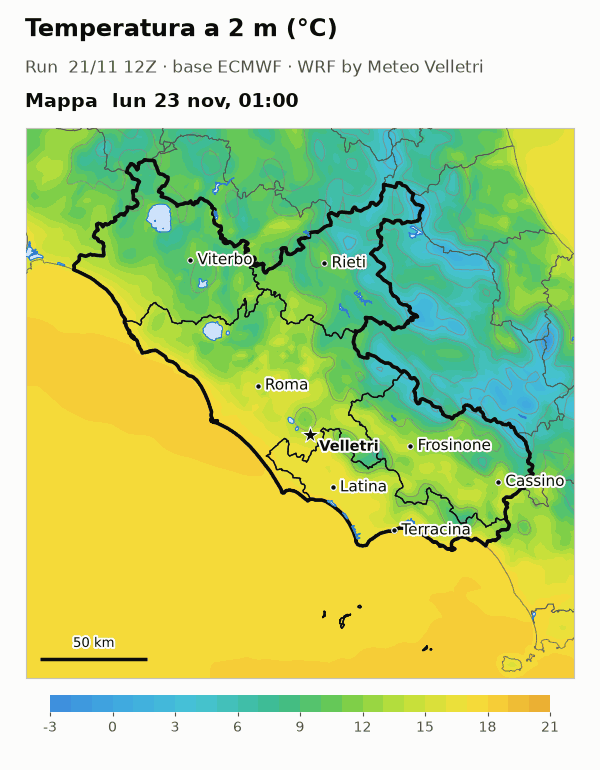 Temperatura a 2 m (°C)
Run  21/11 12Z · base ECMWF · WRF by Meteo Velletri
Mappa  lun 23 nov, 01:00
Viterbo
Rieti
Roma
Velletri
Frosinone
Latina
Cassino
Terracina
50 km
-3 0 3 6 9 12 15 18 21